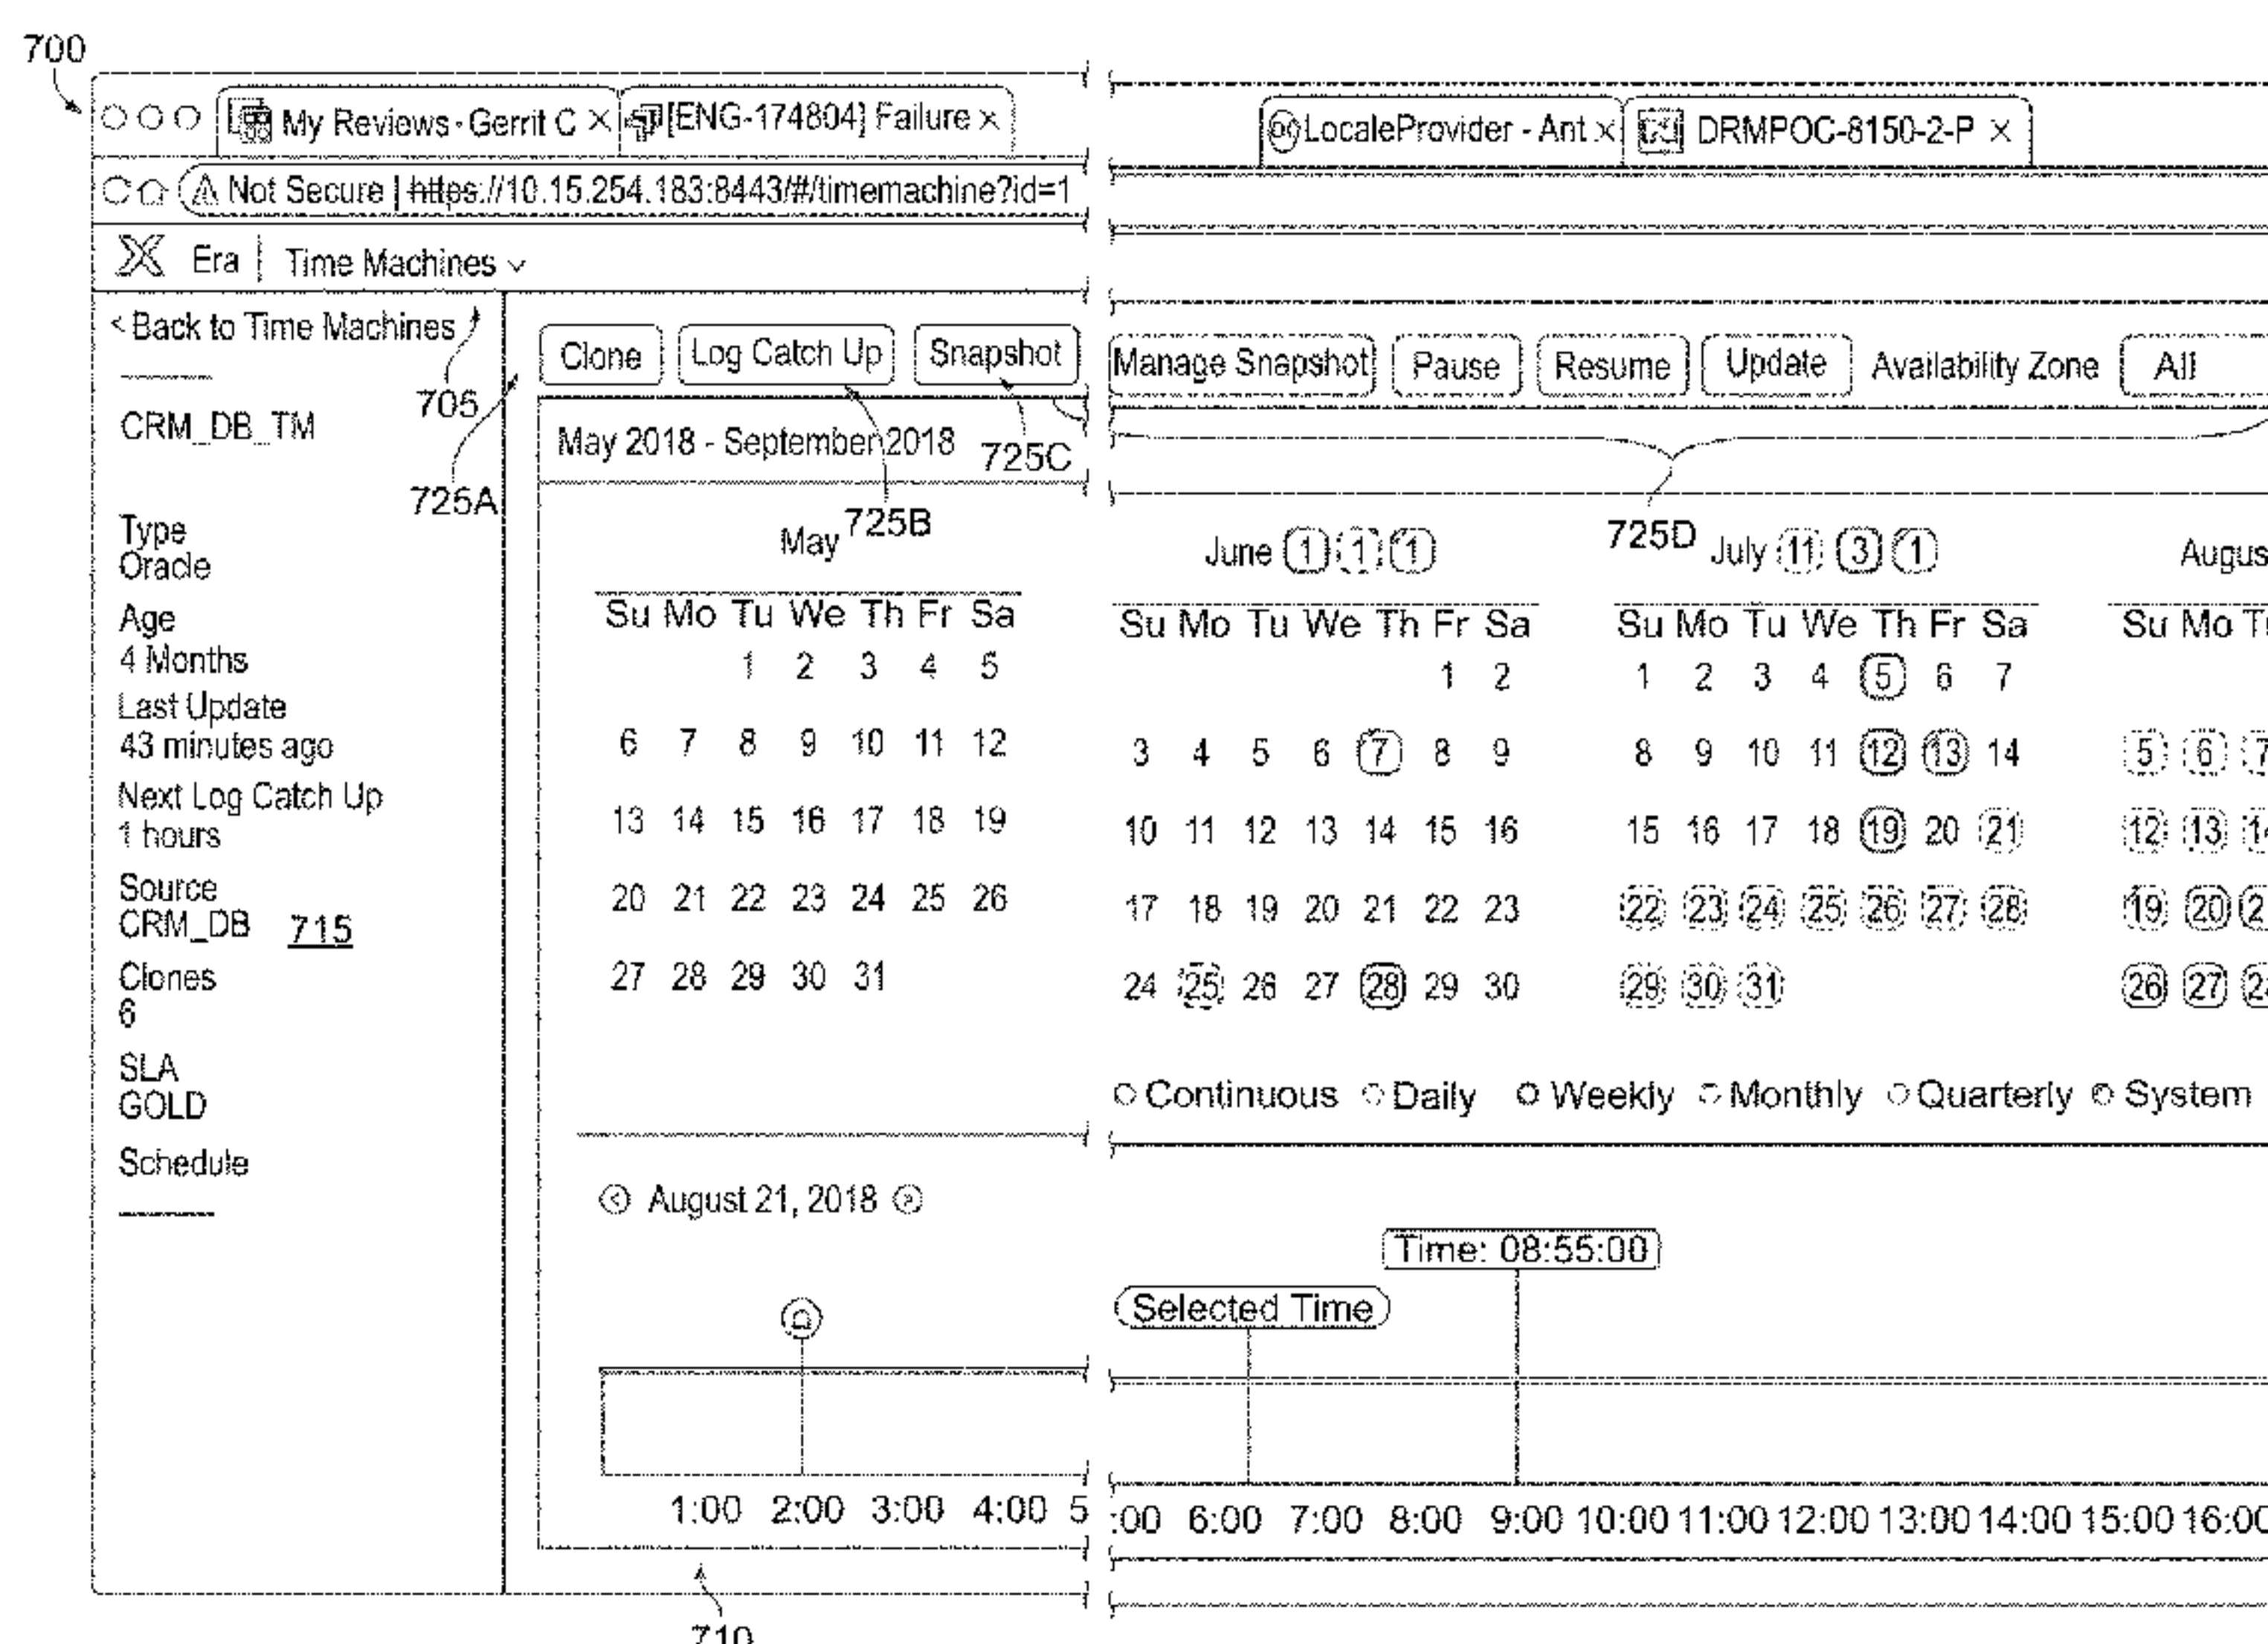 700
My Reviews - Gerrit C × [ENG-174804] Failure × LocaleProvider - Ant × DRMPOC-8150-2-P ×
Not Secure | https://10.15.254.183:8443/#/timemachine?id=1
Era Time Machines
< Back to Time Machines
705
Clone Log Catch Up Snapshot Manage Snapshot Pause Resume Update Availability Zone All
725A 725B 725C 725D
CRM_DB_TM
Type
Oracle
Age
4 Months
Last Update
43 minutes ago
Next Log Catch Up
1 hours
Source
CRM_DB 715
Clones
6
SLA
GOLD
Schedule
May 2018 - September 2018
May
Su Mo Tu We Th Fr Sa
1 2 3 4 5
6 7 8 9 10 11 12
13 14 15 16 17 18 19
20 21 22 23 24 25 26
27 28 29 30 31
June 1 1 1
Su Mo Tu We Th Fr Sa
1 2
3 4 5 6 7 8 9
10 11 12 13 14 15 16
17 18 19 20 21 22 23
24 25 26 27 28 29 30
July 11 3 1
Su Mo Tu We Th Fr Sa
1 2 3 4 5 6 7
8 9 10 11 12 13 14
15 16 17 18 19 20 21
22 23 24 25 26 27 28
29 30 31
Augus
Su Mo
5 6 7
12 13
19 20
26 27
Continuous Daily Weekly Monthly Quarterly System
August 21, 2018
Time: 08:55:00
Selected Time
1:00 2:00 3:00 4:00 5:00 6:00 7:00 8:00 9:00 10:00 11:00 12:00 13:00 14:00 15:00 16:00
710